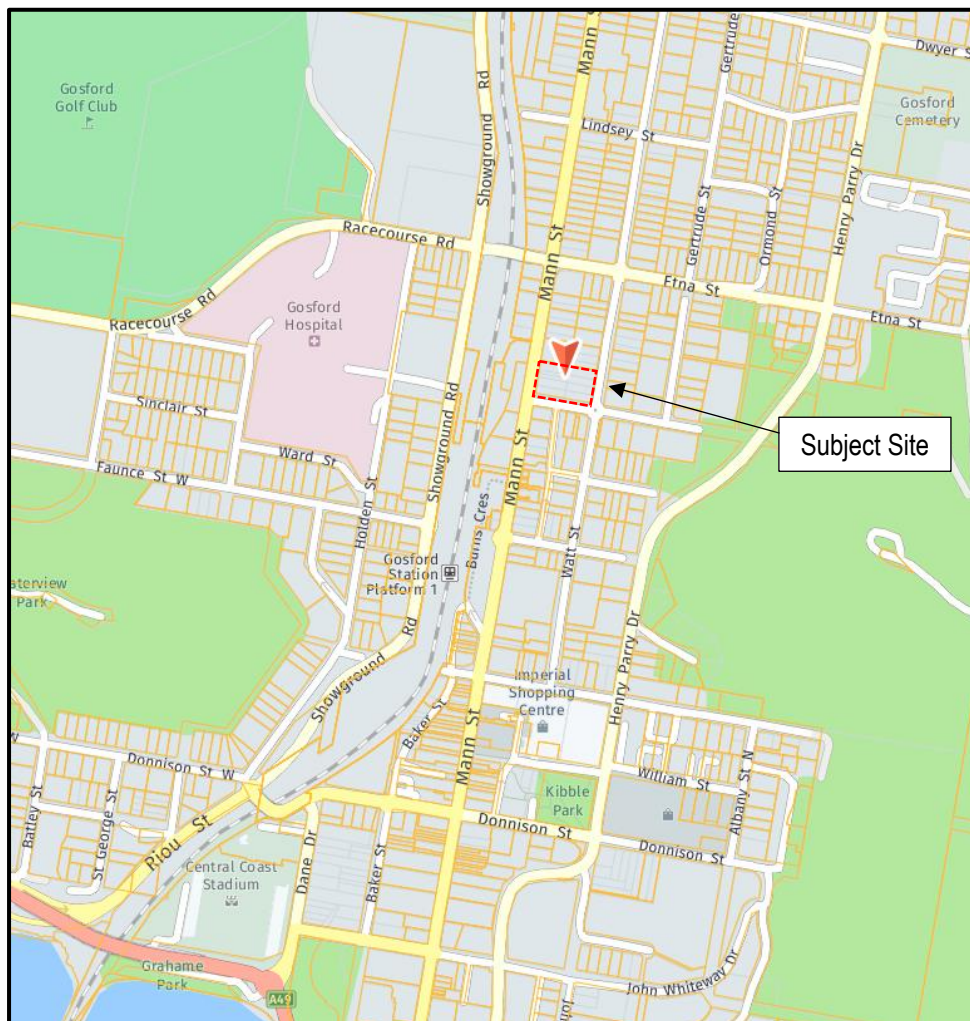 Mann S
Gertrude
Dwyer S
Gosford
Golf Club
Showground Rd
Gosford
Cemetery
Lindsey St
Henry Parry Dr
Gertrude St
Ormond St
Racecourse Rd
Mann St
Etna St
Racecourse Rd
Gosford
Hospital
Etna St
Sinclair St
Showground Rd
Subject Site
Ward St
Mann St
Faunce St W
Holden St
Burns Cres
Watt St
Gosford
Station
Platform 1
aterview
Park
Henry Parry Dr
Showground Rd
Imperial
Shopping
Centre
Baker St
Mann St
W
Donnison St W
William St
Albany St N
Kibble
Park
Batley St
St George St
Riou St
Donnison St
Donnison St
Dane Dr
Baker St
Central Coast
Stadium
Grahame
Park
John Whiteway Dr
A49